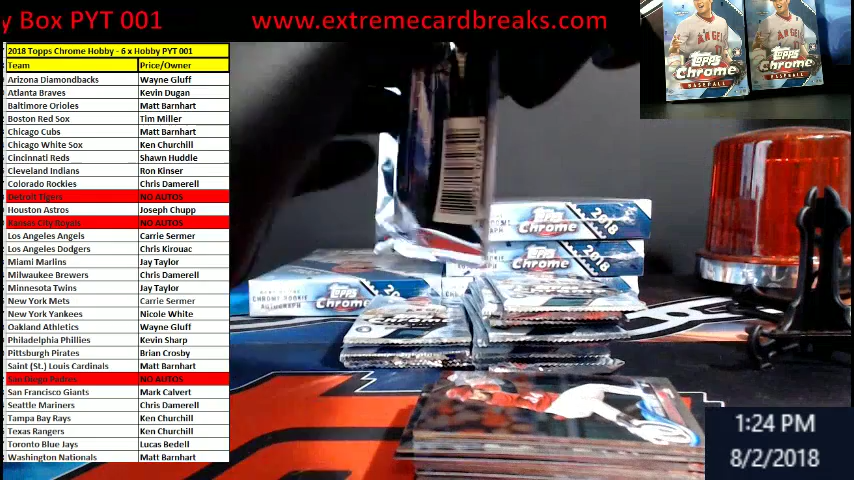 y Box PYT 001
www.extremecardbreaks.com
2018 Topps Chrome Hobby - 6 x Hobby PYT 001
Team Price/Owner
Arizona Diamondbacks Wayne Gluff
Atlanta Braves Kevin Dugan
Baltimore Orioles Matt Barnhart
Boston Red Sox Tim Miller
Chicago Cubs Matt Barnhart
Chicago White Sox Ken Churchill
Cincinnati Reds Shawn Huddle
Cleveland Indians Ron Kinser
Colorado Rockies Chris Damerell
Detroit Tigers NO AUTOS
Houston Astros Joseph Chupp
Kansas City Royals NO AUTOS
Los Angeles Angels Carrie Sermer
Los Angeles Dodgers Chris Kirouac
Miami Marlins Jay Taylor
Milwaukee Brewers Chris Damerell
Minnesota Twins Jay Taylor
New York Mets Carrie Sermer
New York Yankees Nicole White
Oakland Athletics Wayne Gluff
Philadelphia Phillies Kevin Sharp
Pittsburgh Pirates Brian Crosby
Saint (St.) Louis Cardinals Matt Barnhart
San Diego Padres NO AUTOS
San Francisco Giants Mark Calvert
Seattle Mariners Chris Damerell
Tampa Bay Rays Ken Churchill
Texas Rangers Ken Churchill
Toronto Blue Jays Lucas Bedell
Washington Nationals Matt Barnhart
ANGEL
TOPPS Chrome BASEBALL
TOPPS Chrome BASEBALL
TOPPS Chrome 2018
TOPPS Chrome 2018
CHROME ROOKIE
AUTOGRAPH
TOPPS Chrome 20
1:24 PM
8/2/2018